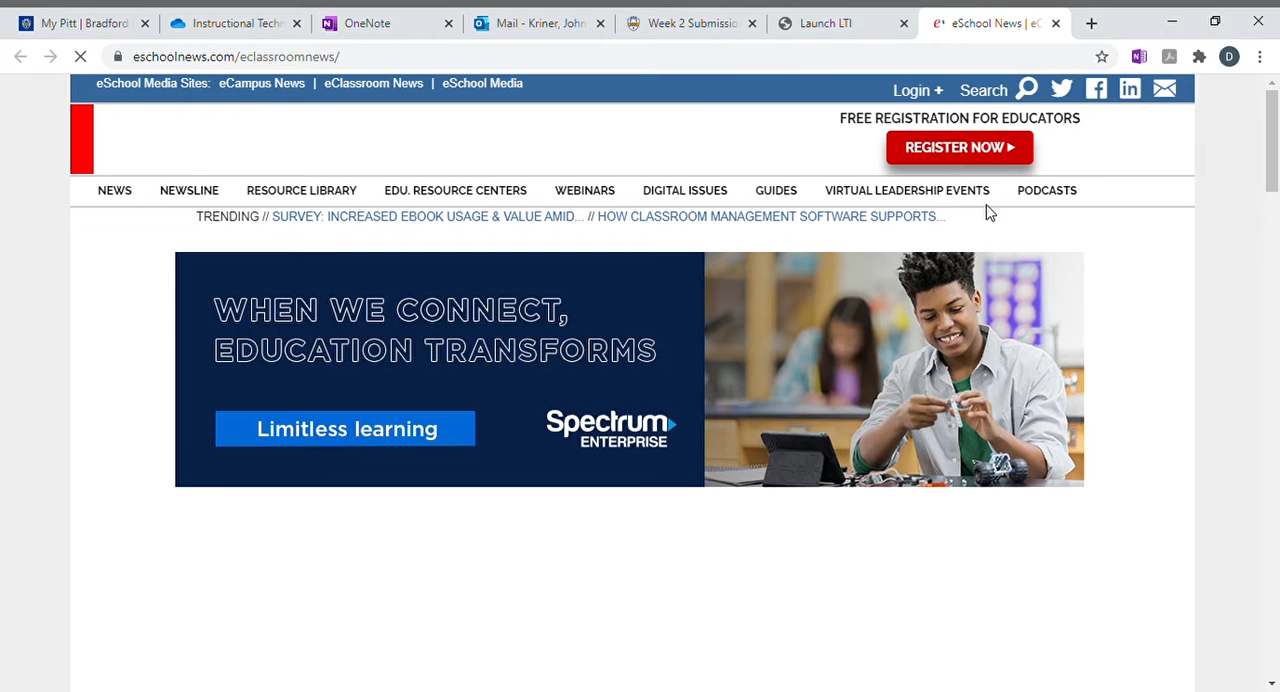 My Pitt | Bradford
Instructional Techn
OneNote
Mail - Kriner, John
Week 2 Submissio
Launch LTI
eSchool News | eC
eschoolnews.com/eclassroomnews/
D
eSchool Media Sites: eCampus News | eClassroom News | eSchool Media
Login + Search
FREE REGISTRATION FOR EDUCATORS
REGISTER NOW
NEWS NEWSLINE RESOURCE LIBRARY EDU. RESOURCE CENTERS WEBINARS DIGITAL ISSUES GUIDES VIRTUAL LEADERSHIP EVENTS PODCASTS
TRENDING // SURVEY: INCREASED EBOOK USAGE & VALUE AMID... // HOW CLASSROOM MANAGEMENT SOFTWARE SUPPORTS...
WHEN WE CONNECT,
EDUCATION TRANSFORMS
Limitless learning
Spectrum
ENTERPRISE